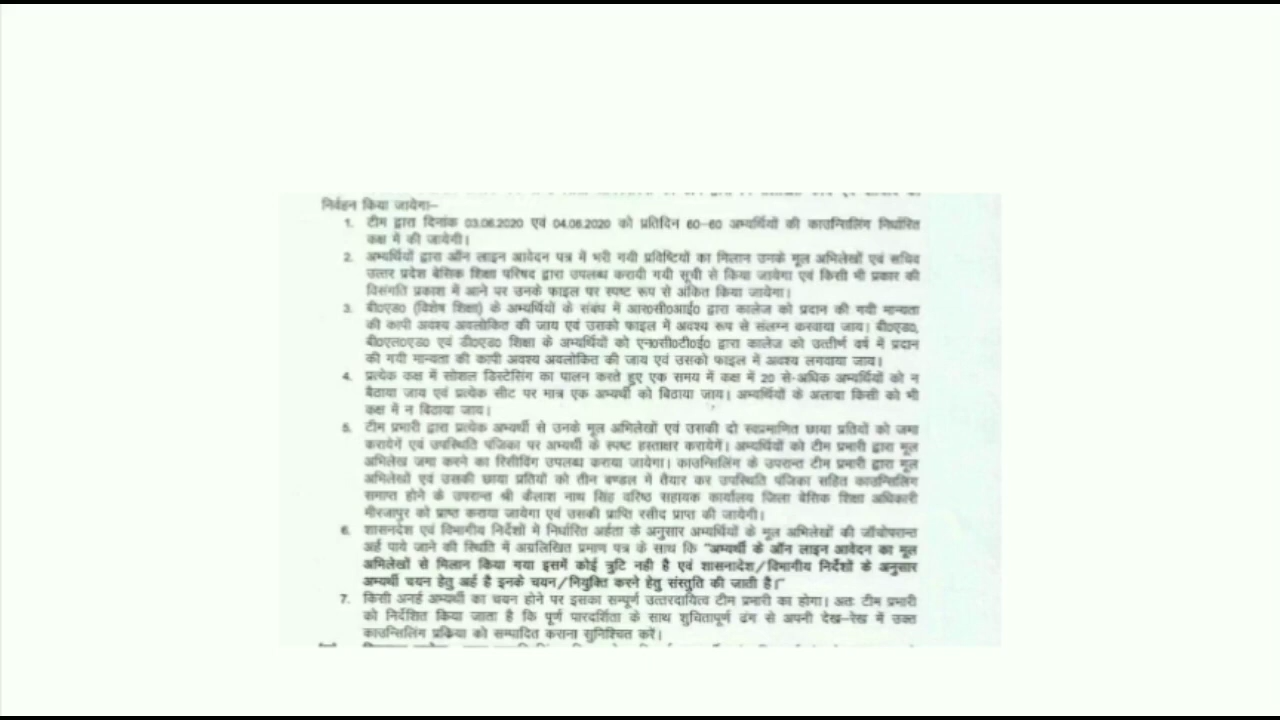 निर्वहन किया जायेगा–
1. टीम द्वारा दिनांक 03.06.2020 एवं 04.06.2020 को प्रतिदिन 60–60 अभ्यर्थियों की काउन्सिलिंग निर्धारित
कक्ष में की जायेगी।
2. अभ्यर्थियों द्वारा ऑन लाइन आवेदन पत्र में भरी गयी प्रविष्टियों का मिलान उनके मूल अभिलेखों एवं सचिव
उत्तर प्रदेश बेसिक शिक्षा परिषद द्वारा उपलब्ध करायी गयी सूची से किया जायेगा एवं किसी भी प्रकार की
विसंगति प्रकाश में आने पर उनके फाइल पर स्पष्ट रूप से अंकित किया जायेगा।
3. बी0एड0 (विशेष शिक्षा) के अभ्यर्थियों के संबंध में आर0सी0आई0 द्वारा कालेज को प्रदान की गयी मान्यता
की कापी अवश्य अवलोकित की जाय एवं उसको फाइल में अवश्य रूप से संलग्न करवाया जाय। बी0एड0,
बी0एल0एड0 एवं डी0एड0 शिक्षा के अभ्यर्थियों को एन0सी0टी0ई0 द्वारा कालेज को उत्तीर्ण वर्ष में प्रदान
की गयी मान्यता की कापी अवश्य अवलोकित की जाय एवं उसको फाइल में अवश्य लगवाया जाय।
4. प्रत्येक कक्ष में सोशल डिस्टेसिंग का पालन करते हुए एक समय में कक्ष में 20 से-अधिक अभ्यर्थियों को न
बैठाया जाय एवं प्रत्येक सीट पर मात्र एक अभ्यर्थी को बिठाया जाय। अभ्यर्थियों के अलावा किसी को भी
कक्ष में न बिठाया जाय।
5. टीम प्रभारी द्वारा प्रत्येक अभ्यर्थी से उनके मूल अभिलेखों एवं उसकी दो स्वप्रमाणित छाया प्रतियों को जमा
करायेगें एवं उपस्थिति पंजिका पर अभ्यर्थी के स्पष्ट हस्ताक्षर करायेगें। अभ्यर्थियों को टीम प्रभारी द्वारा मूल
अभिलेख जमा करने का रिसीविंग उपलब्ध कराया जायेगा। काउन्सिलिंग के उपरान्त टीम प्रभारी द्वारा मूल
अभिलेखों एवं उसकी छाया प्रतियों को तीन बण्डल में तैयार कर उपस्थिति पंजिका सहित काउन्सिलिंग
समाप्त होने के उपरान्त श्री कैलाश नाथ सिंह वरिष्ठ सहायक कार्यालय जिला बेसिक शिक्षा अधिकारी
मीरजापुर को प्राप्त कराया जायेगा एवं उसकी प्राप्ति रसीद प्राप्त की जायेगी।
6. शासनदेश एवं विभागीय निर्देशों में निर्धारित अर्हता के अनुसार अभ्यर्थियों के मूल अभिलेखों की जाँचोपरान्त
अर्ह पाये जाने की स्थिति में अग्रलिखित प्रमाण पत्र के साथ कि "अभ्यर्थी के ऑन लाइन आवेदन का मूल
अभिलेखों से मिलान किया गया इसमें कोई त्रुटि नही है एवं शासनादेश/विभागीय निर्देशों के अनुसार
अभ्यर्थी चयन हेतु अर्ह है इनके चयन/नियुक्ति करने हेतु संस्तुति की जाती है।"
7. किसी अनर्ह अभ्यर्थी का चयन होने पर इसका सम्पूर्ण उत्तरदायित्व टीम प्रभारी का होगा। अतः टीम प्रभारी
को निर्देशित किया जाता है कि पूर्ण पारदर्शिता के साथ शुचितापूर्ण ढंग से अपनी देख–रेख में उक्त
काउन्सिलिंग प्रक्रिया को सम्पादित कराना सुनिश्चित करें।